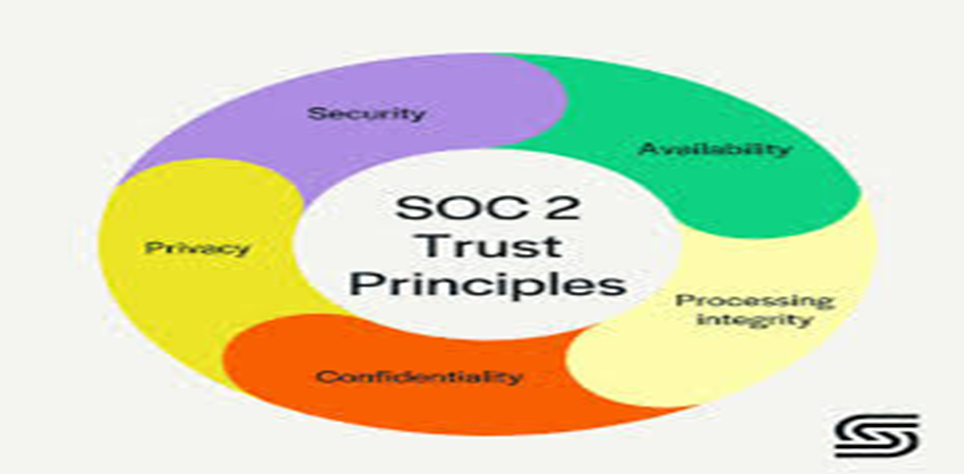 SOC 2
Trust
Principles
Security
Availability
Processing
integrity
Confidentiality
Privacy